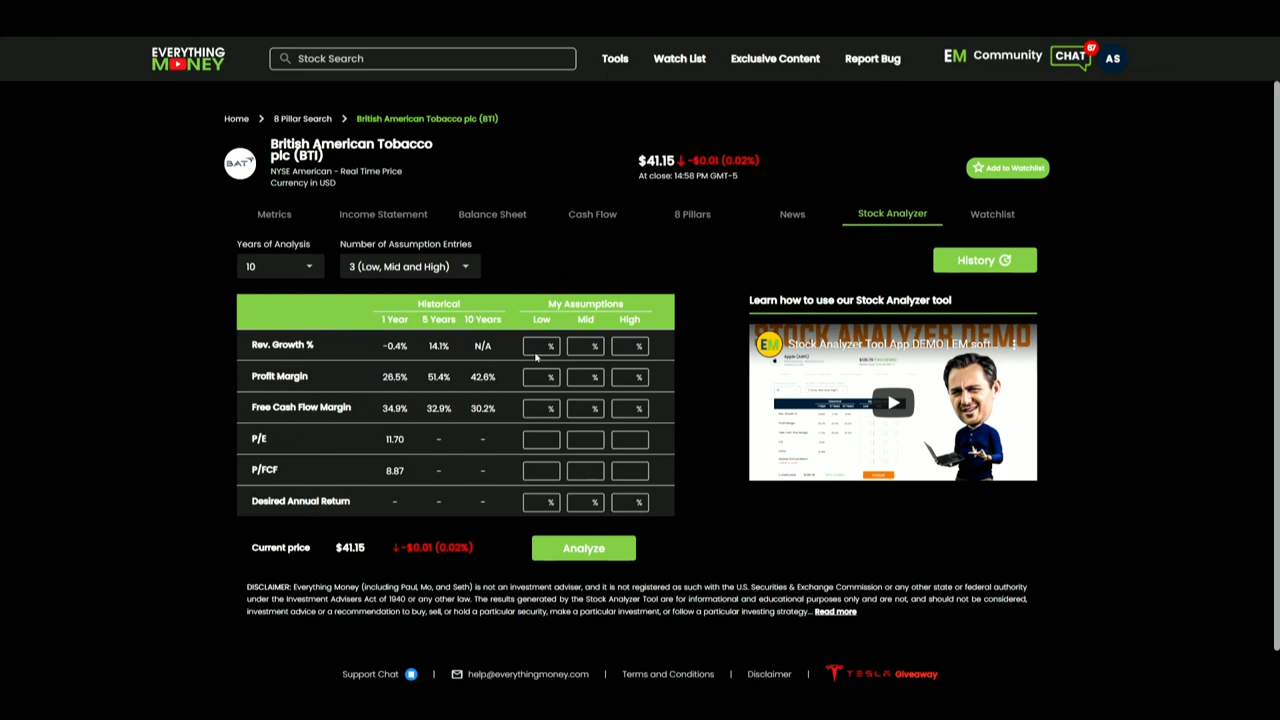 EVERYTHING
MONEY
Stock Search
Tools
Watch List
Exclusive Content
Report Bug
EM Community
CHAT
67
AS
Home > 8 Pillar Search > British American Tobacco plc (BTI)
BAT
British American Tobacco
plc (BTI)
NYSE American - Real Time Price
Currency in USD
$41.15 ↓ -$0.01 (0.02%)
At close: 14:58 PM GMT-5
Add to Watchlist
Metrics
Income Statement
Balance Sheet
Cash Flow
8 Pillars
News
Stock Analyzer
Watchlist
Years of Analysis
Number of Assumption Entries
10
3 (Low, Mid and High)
History
Historical My Assumptions
1 Year 5 Years 10 Years Low Mid High
Rev. Growth % -0.4% 14.1% N/A % % %
Profit Margin 26.5% 51.4% 42.6% % % %
Free Cash Flow Margin 34.9% 32.9% 30.2% % % %
P/E 11.70 - -
P/FCF 8.87 - -
Desired Annual Return - - - % % %
Current price $41.15 ↓ -$0.01 (0.02%)
Analyze
Learn how to use our Stock Analyzer tool
STOCK ANALYZER DEMO
EM
Stock Analyzer Tool App DEMO | EM soft
DISCLAIMER: Everything Money (including Paul, Mo, and Seth) is not an investment adviser, and it is not registered as such with the U.S. Securities & Exchange Commission or any other state or federal authority
under the Investment Advisers Act of 1940 or any other law. The results generated by the Stock Analyzer Tool are for informational and educational purposes only and are not, and should not be considered,
investment advice or a recommendation to buy, sell, or hold a particular security, make a particular investment, or follow a particular investing strategy... Read more
Support Chat | help@everythingmoney.com | Terms and Conditions | Disclaimer | TESLA Giveaway